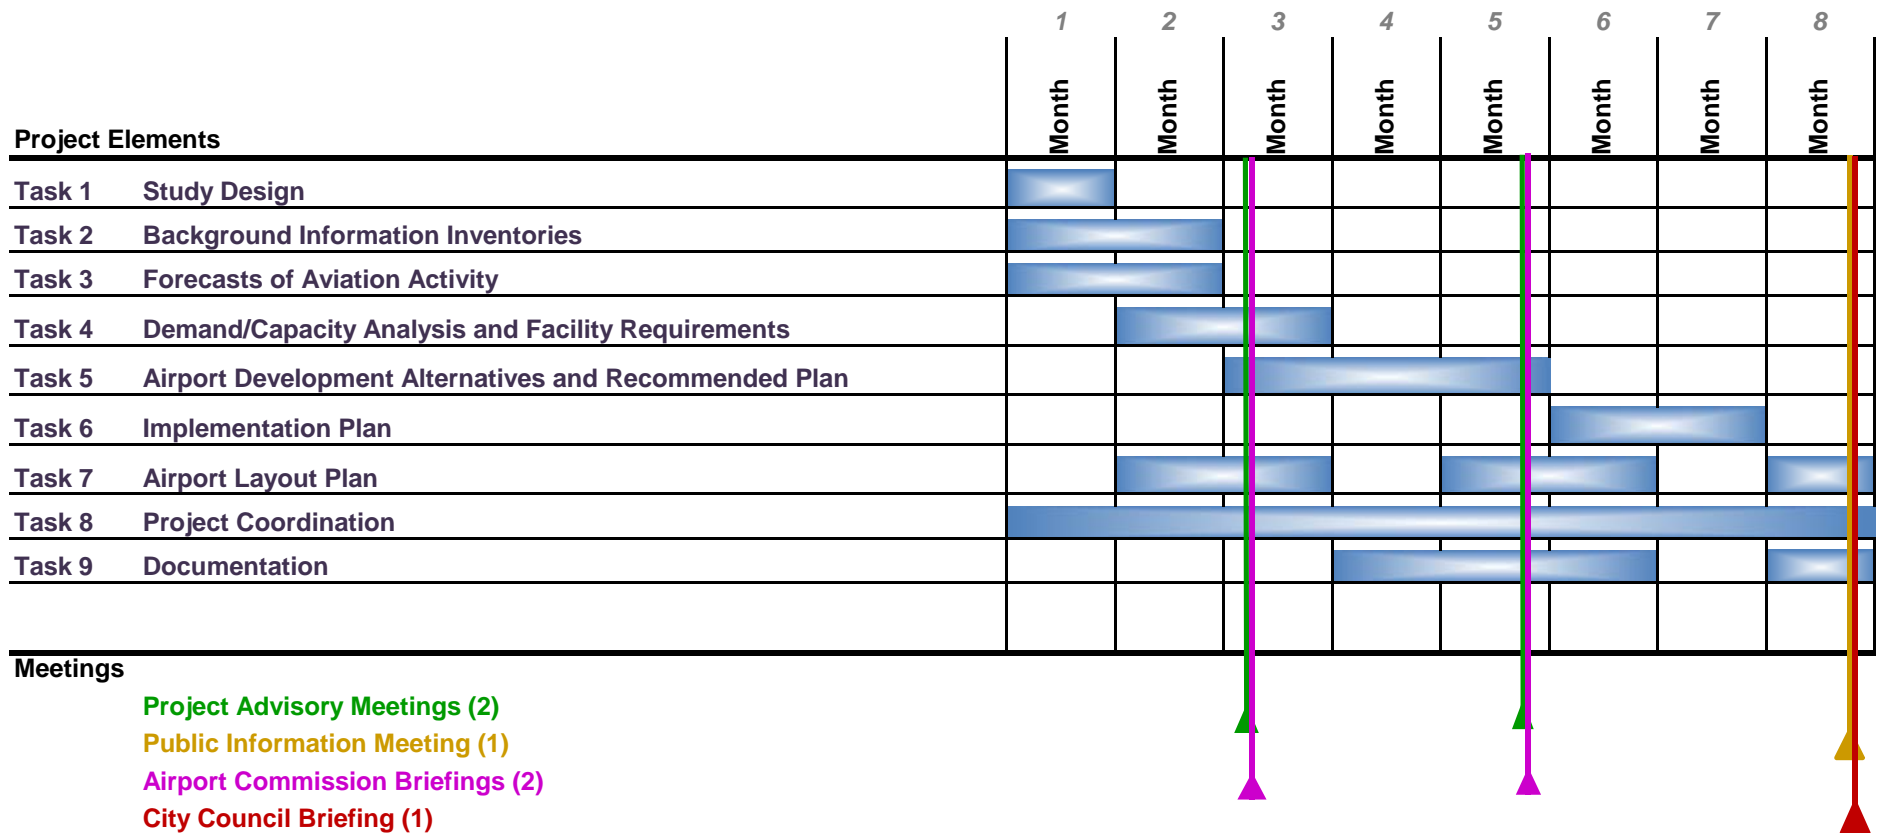 1 2 3 4 5 6 7 8
Month Month Month Month Month Month Month Month
Project Elements
Task 1 Study Design
Task 2 Background Information Inventories
Task 3 Forecasts of Aviation Activity
Task 4 Demand/Capacity Analysis and Facility Requirements
Task 5 Airport Development Alternatives and Recommended Plan
Task 6 Implementation Plan
Task 7 Airport Layout Plan
Task 8 Project Coordination
Task 9 Documentation
Meetings
Project Advisory Meetings (2)
Public Information Meeting (1)
Airport Commission Briefings (2)
City Council Briefing (1)